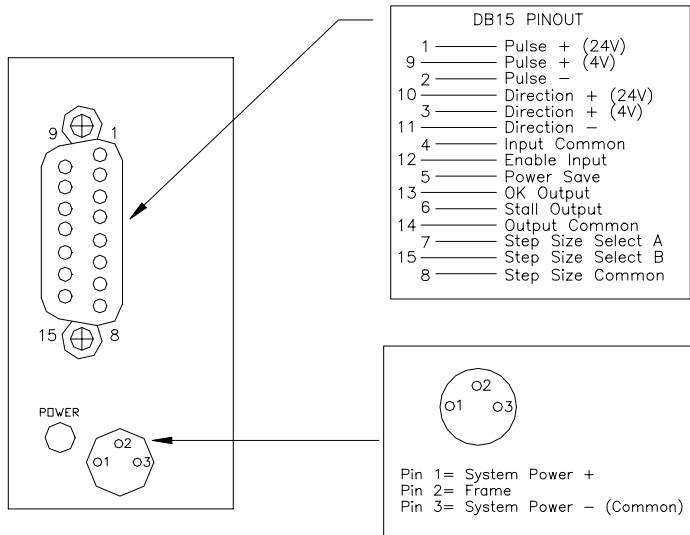 DB15 PINOUT
1 Pulse + (24V)
9 Pulse + (4V)
2 Pulse −
10 Direction + (24V)
3 Direction + (4V)
11 Direction −
4 Input Common
12 Enable Input
5 Power Save
13 OK Output
6 Stall Output
14 Output Common
7 Step Size Select A
15 Step Size Select B
8 Step Size Common
9 1
15 8
POWER
1 2 3
1 2 3
Pin 1= System Power +
Pin 2= Frame
Pin 3= System Power − (Common)